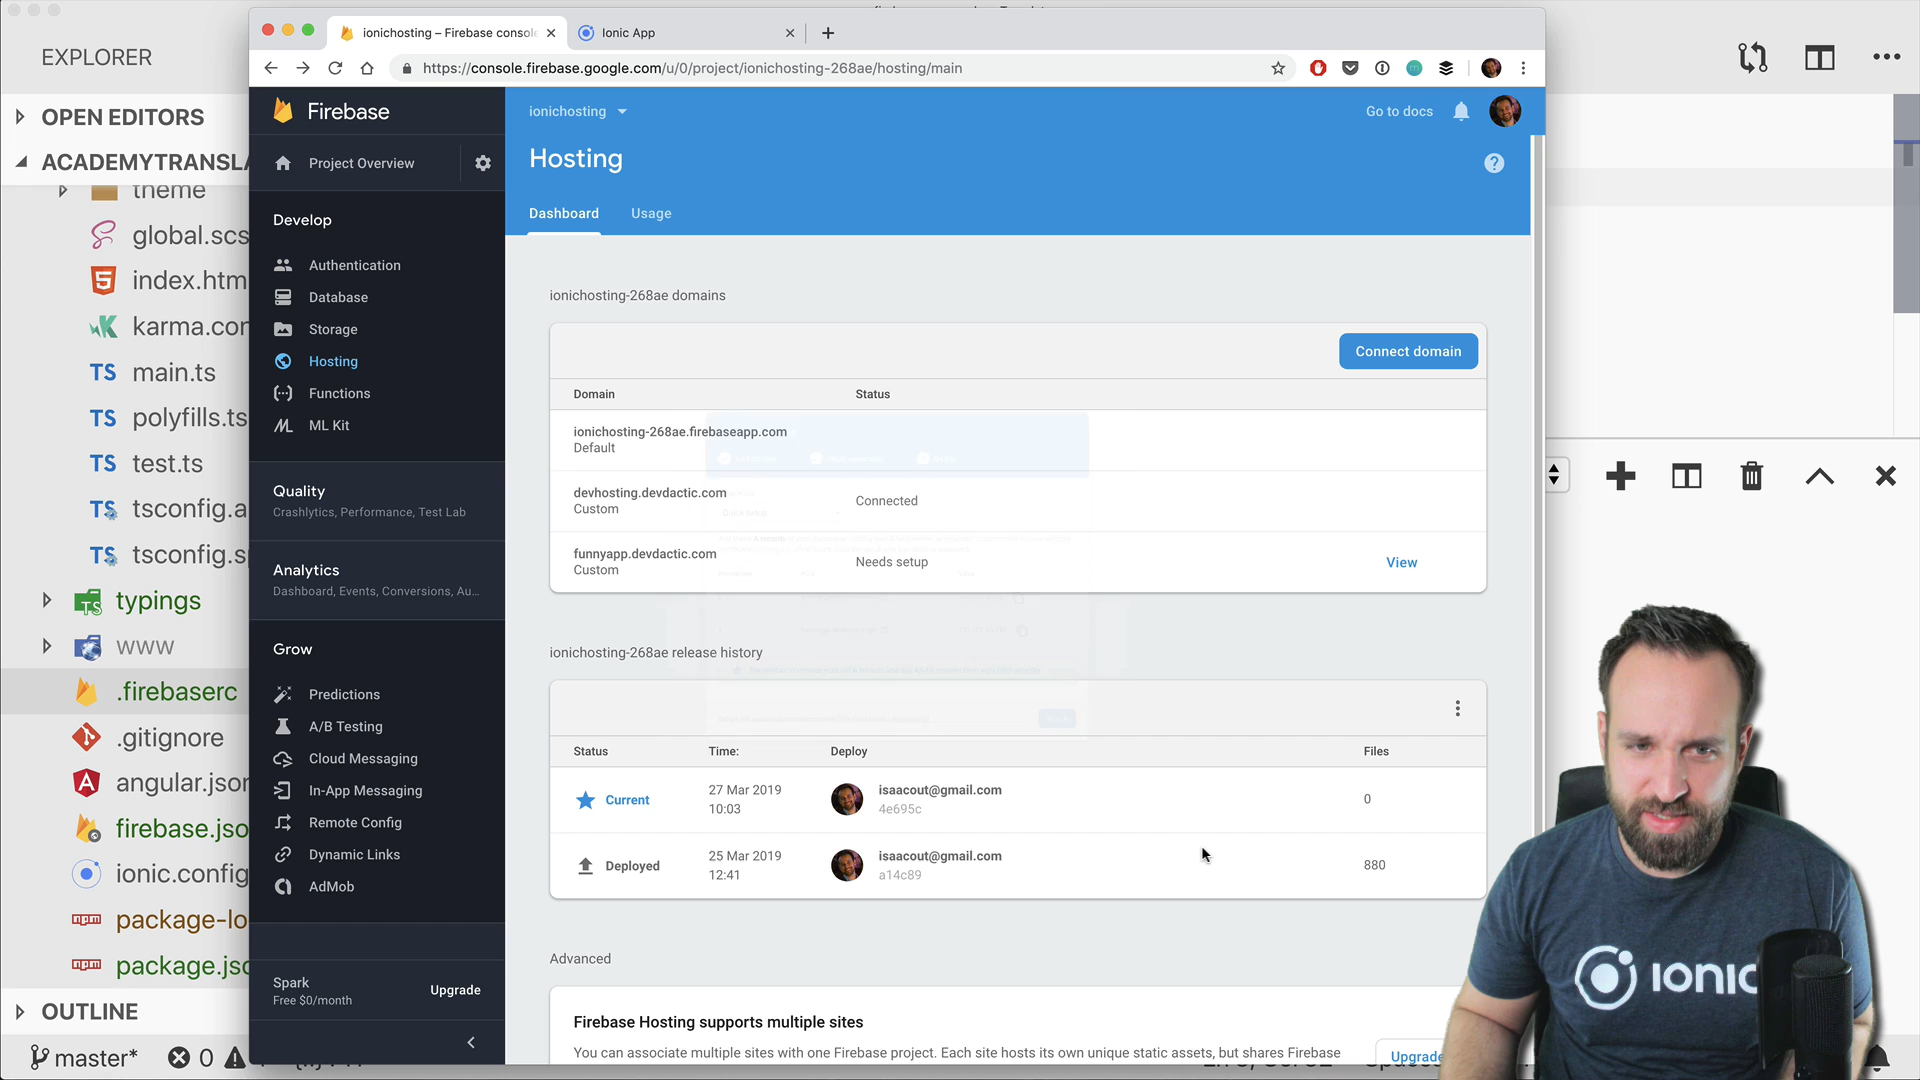 EXPLORER
OPEN EDITORS
ACADEMYTRANSLA
theme
global.scs
index.htm
karma.con
main.ts
polyfills.ts
test.ts
tsconfig.a
tsconfig.sp
typings
www
.firebaserc
.gitignore
angular.json
firebase.jso
ionic.config
package-lo
package.jso
OUTLINE
master*
0
ionichosting – Firebase console
Ionic App
https://console.firebase.google.com/u/0/project/ionichosting-268ae/hosting/main
Firebase
Project Overview
Develop
Authentication
Database
Storage
Hosting
Functions
ML Kit
Quality
Crashlytics, Performance, Test Lab
Analytics
Dashboard, Events, Conversions, Au...
Grow
Predictions
A/B Testing
Cloud Messaging
In-App Messaging
Remote Config
Dynamic Links
AdMob
Spark
Free $0/month
Upgrade
ionichosting
Go to docs
Hosting
Dashboard
Usage
ionichosting-268ae domains
Connect domain
Domain
Status
ionichosting-268ae.firebaseapp.com
Default
devhosting.devdactic.com
Custom
Connected
funnyapp.devdactic.com
Custom
Needs setup
View
ionichosting-268ae release history
Status
Time:
Deploy
Files
Current
27 Mar 2019
10:03
isaacout@gmail.com
4e695c
0
Deployed
25 Mar 2019
12:41
isaacout@gmail.com
a14c89
880
Advanced
Firebase Hosting supports multiple sites
You can associate multiple sites with one Firebase project. Each site hosts its own unique static assets, but shares Firebase
Upgrade
ionic